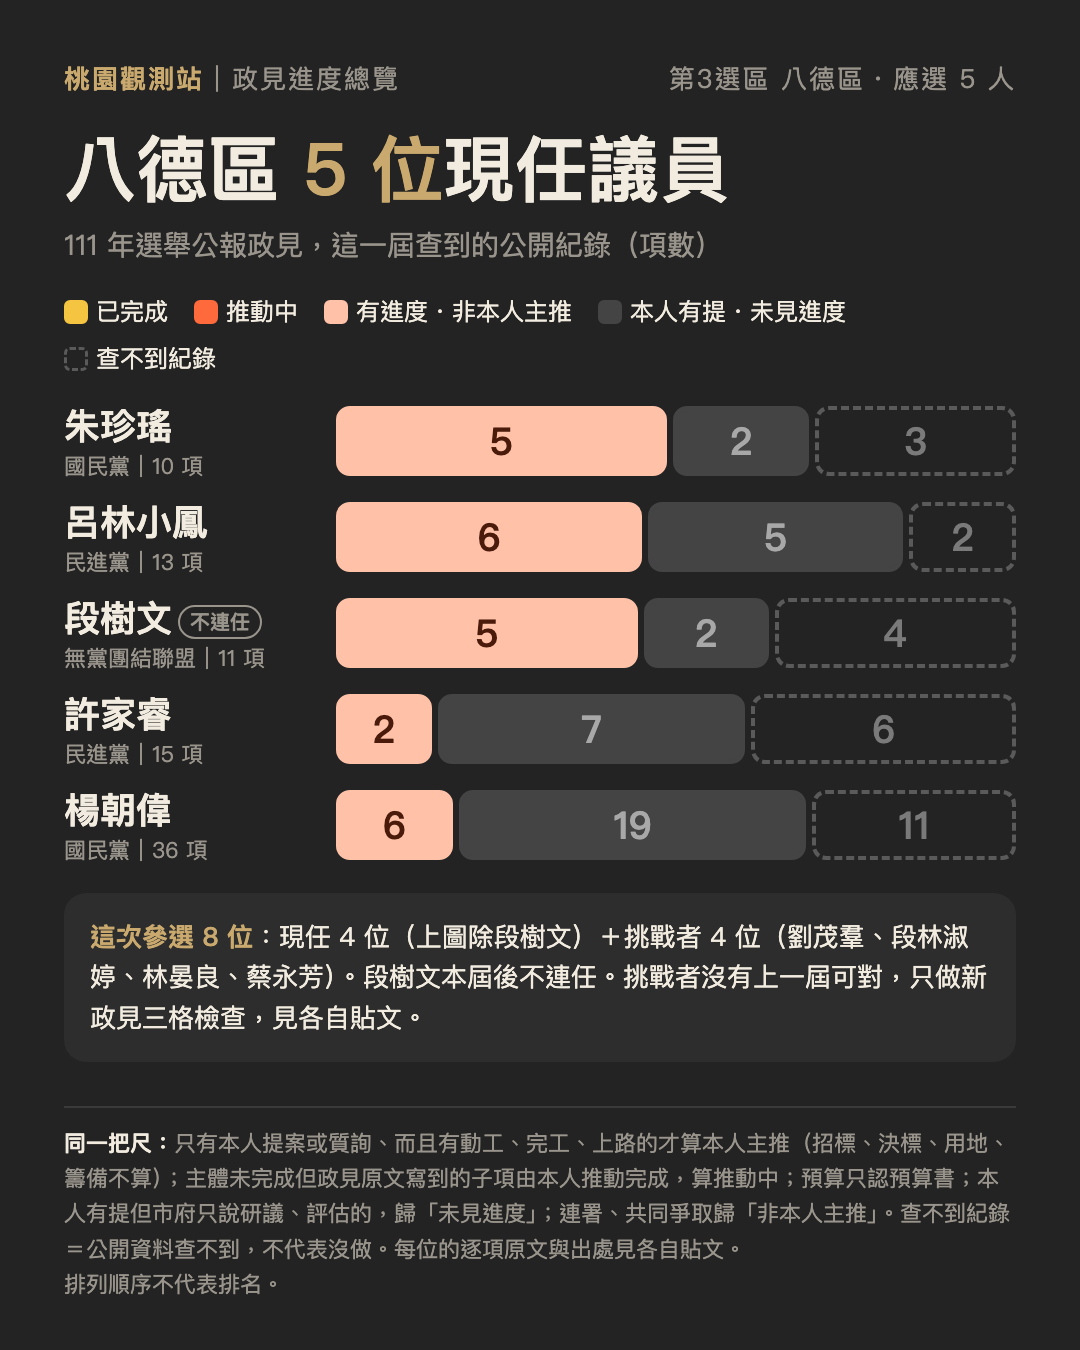 桃園觀測站｜政見進度總覽
第3選區 八德區・應選 5 人
八德區 5 位現任議員
111 年選舉公報政見，這一屆查到的公開紀錄（項數）
已完成 推動中 有進度・非本人主推 本人有提・未見進度
查不到紀錄
朱珍瑤
國民黨｜10 項
5 2 3
呂林小鳳
民進黨｜13 項
6 5 2
段樹文 不連任
無黨團結聯盟｜11 項
5 2 4
許家睿
民進黨｜15 項
2 7 6
楊朝偉
國民黨｜36 項
6 19 11
這次參選 8 位：現任 4 位（上圖除段樹文）＋挑戰者 4 位（劉茂羣、段林淑
婷、林晏良、蔡永芳）。段樹文本屆後不連任。挑戰者沒有上一屆可對，只做新
政見三格檢查，見各自貼文。
同一把尺：只有本人提案或質詢、而且有動工、完工、上路的才算本人主推（招標、決標、用地、
籌備不算）；主體未完成但政見原文寫到的子項由本人推動完成，算推動中；預算只認預算書；本
人有提但市府只說研議、評估的，歸「未見進度」；連署、共同爭取歸「非本人主推」。查不到紀錄
＝公開資料查不到，不代表沒做。每位的逐項原文與出處見各自貼文。
排列順序不代表排名。